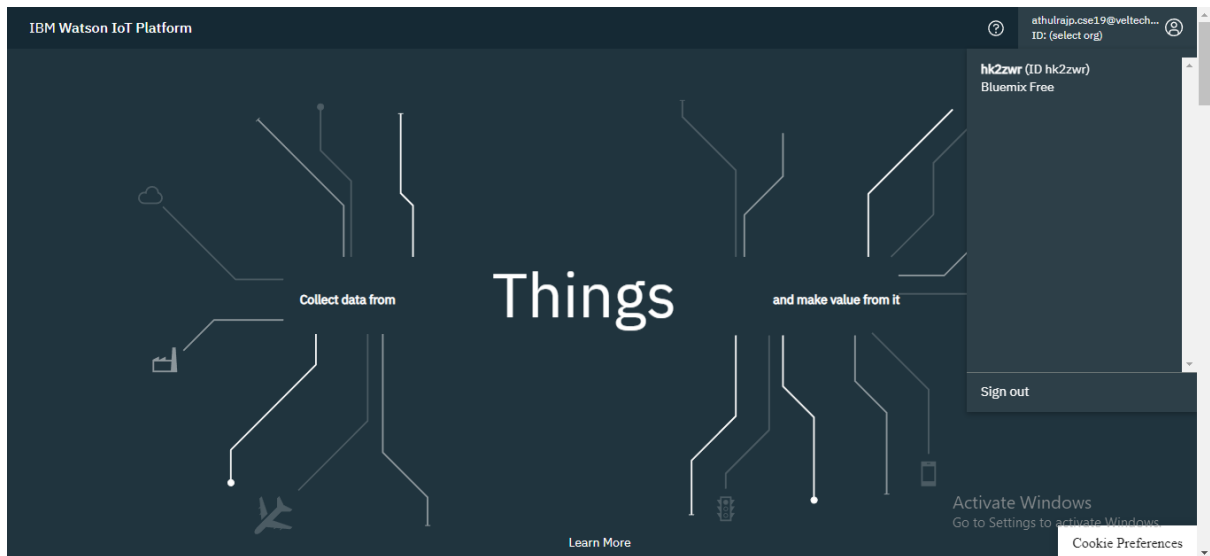 IBM Watson IoT Platform
athulrajp.cse19@veltech...
ID: (select org)
hk2zwr (ID hk2zwr)
Bluemix Free
Collect data from
Things
and make value from it
Sign out
Activate Windows
Go to Settings to activate Windows.
Learn More
Cookie Preferences